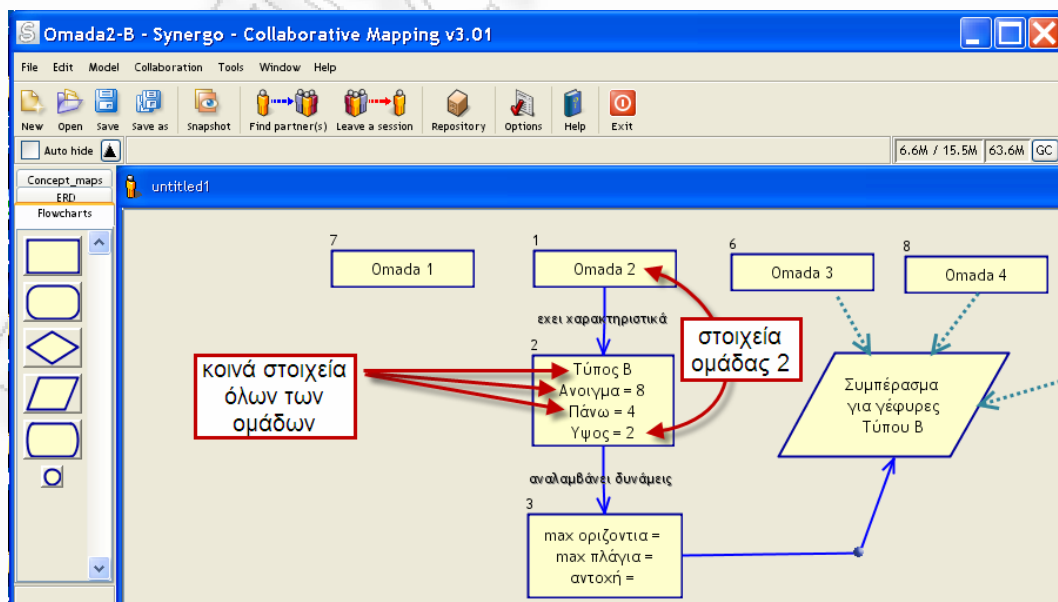 Omada2-B - Synergo - Collaborative Mapping v3.01
File Edit Model Collaboration Tools Window Help
New Open Save Save as Snapshot Find partner(s) Leave a session Repository Options Help Exit
Auto hide 6.6M / 15.5M 63.6M GC
Concept_maps
ERD
Flowcharts
untitled1
7
Omada 1
1
Omada 2
6
Omada 3
8
Omada 4
εχει χαρακτηριστικά
2
Τύπος Β
Ανοιγμα = 8
Πάνω = 4
Υψος = 2
κοινά στοιχεία
όλων των
ομάδων
στοιχεία
ομάδας 2
Συμπέρασμα
για γέφυρες
Τύπου Β
αναλαμβάνει δυνάμεις
3
max οριζοντια =
max πλάγια =
αντοχή =